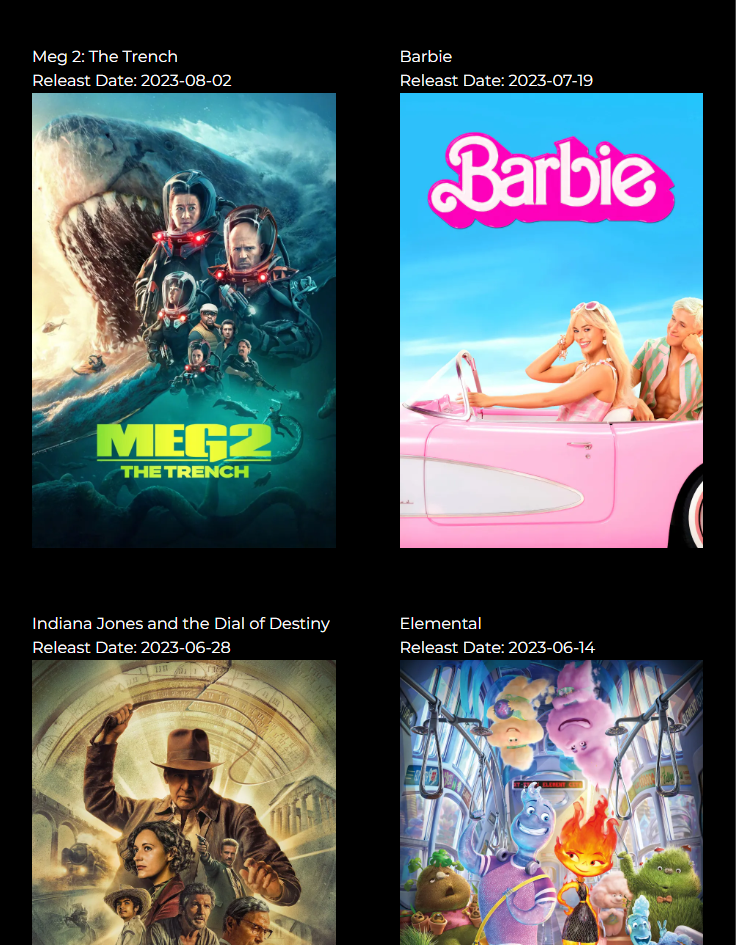 Meg 2: The Trench
Releast Date: 2023-08-02
MEG2
THE TRENCH
Barbie
Releast Date: 2023-07-19
Barbie
Indiana Jones and the Dial of Destiny
Releast Date: 2023-06-28
Elemental
Releast Date: 2023-06-14
ELEMENT